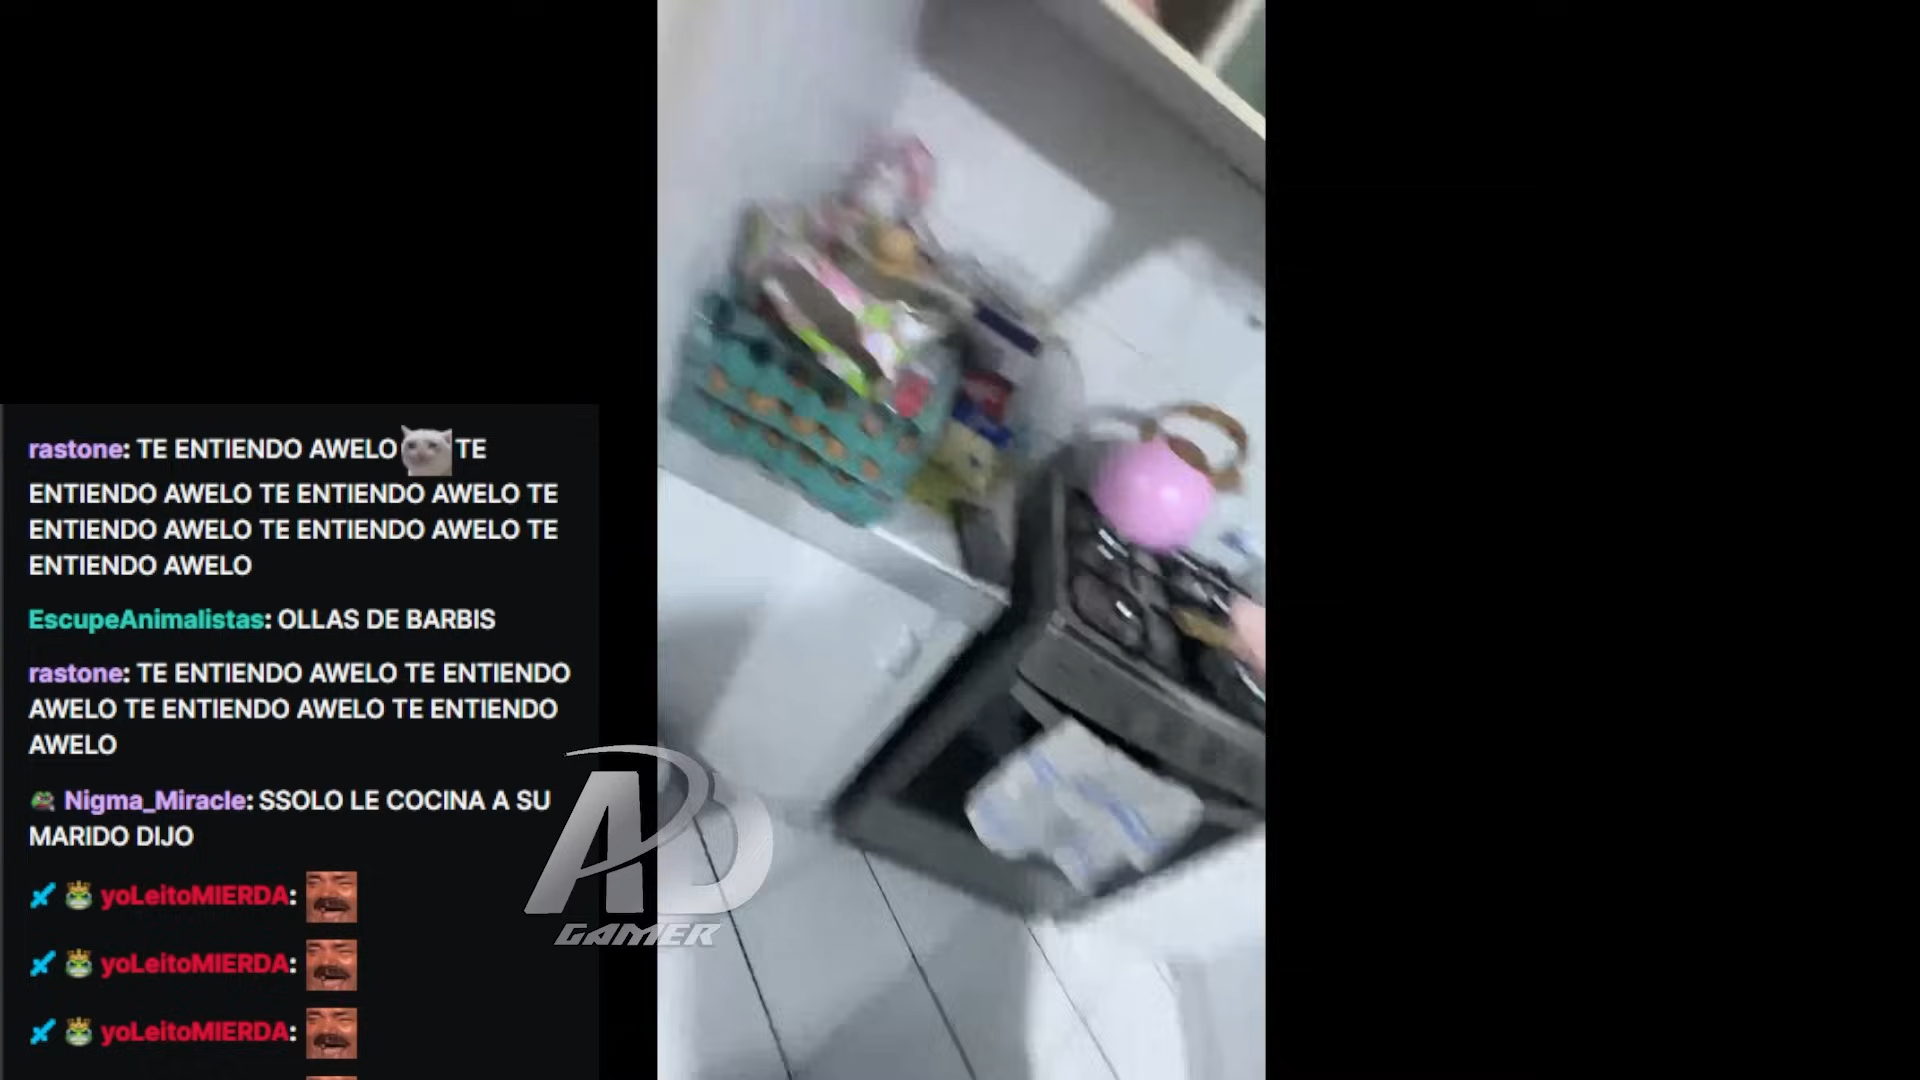 rastone: TE ENTIENDO AWELO TE
ENTIENDO AWELO TE ENTIENDO AWELO TE
ENTIENDO AWELO TE ENTIENDO AWELO TE
ENTIENDO AWELO
EscupeAnimalistas: OLLAS DE BARBIS
rastone: TE ENTIENDO AWELO TE ENTIENDO
AWELO TE ENTIENDO AWELO TE ENTIENDO
AWELO
Nigma_Miracle: SSOLO LE COCINA A SU
MARIDO DIJO
yoLeitoMIERDA:
yoLeitoMIERDA:
yoLeitoMIERDA:
AD
GAMER